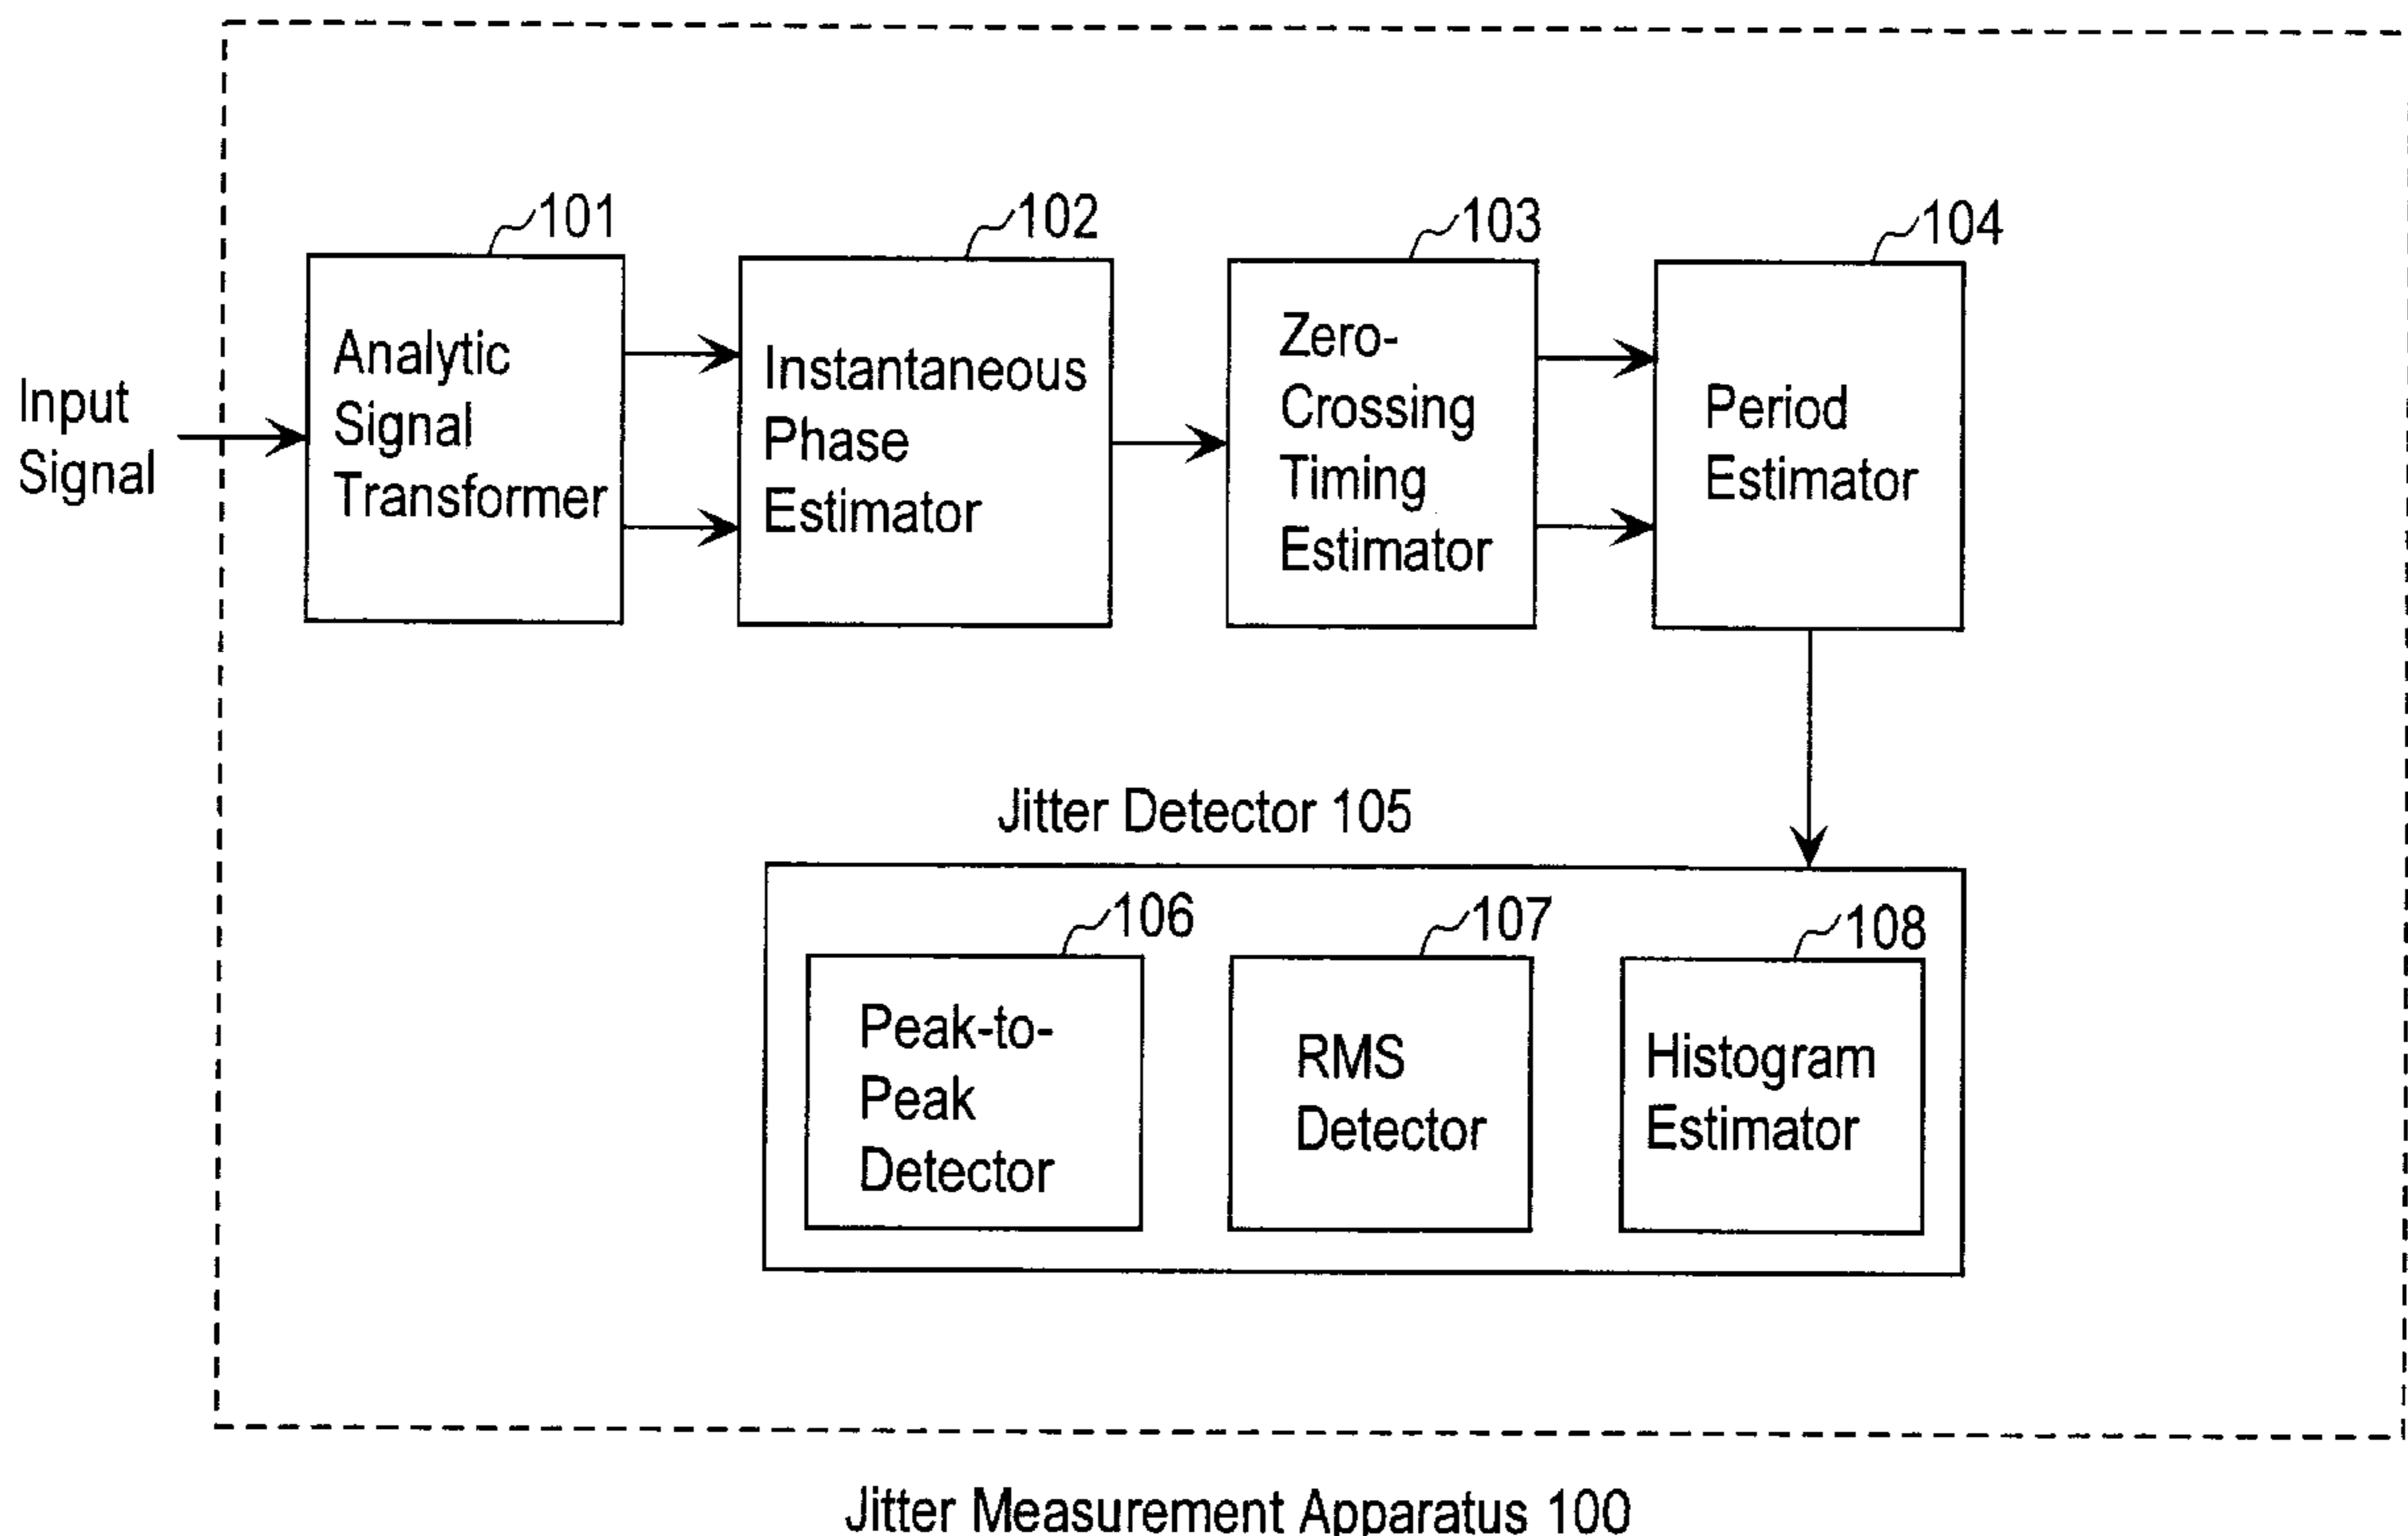 101
102
103
104
Input
Signal
Analytic
Signal
Transformer
Instantaneous
Phase
Estimator
Zero-
Crossing
Timing
Estimator
Period
Estimator
Jitter Detector 105
106
107
108
Peak-to-
Peak
Detector
RMS
Detector
Histogram
Estimator
Jitter Measurement Apparatus 100